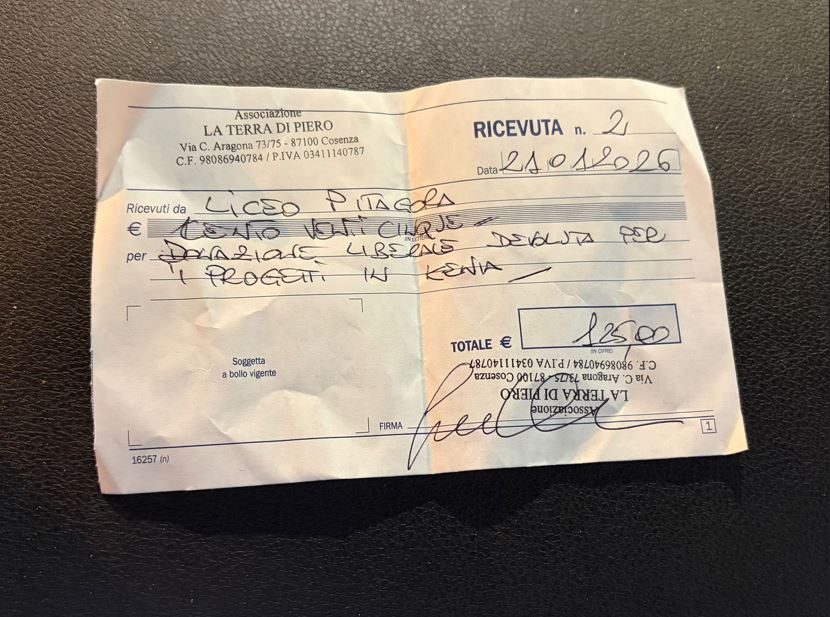 Associazione
LA TERRA DI PIERO
Via C. Aragona 73/75 - 87100 Cosenza
C.F. 98086940784 / P.IVA 03411140787
RICEVUTA n. 2
Data 21012026
Ricevuti da LICEO PITAGORA
€ CENTO VENTI CINQUE
per DONAZIONE LIBERALE DEVOLUTA PER
I PROGETTI IN KENIA
Soggetta
a bollo vigente
TOTALE € 125,00
(IN CIFRE)
C.F. 98086940784 / P.IVA 03411140787
Via C. Aragona 73/75 - 87100 Cosenza
LA TERRA DI PIERO
Associazione
FIRMA
1
16257 (n)